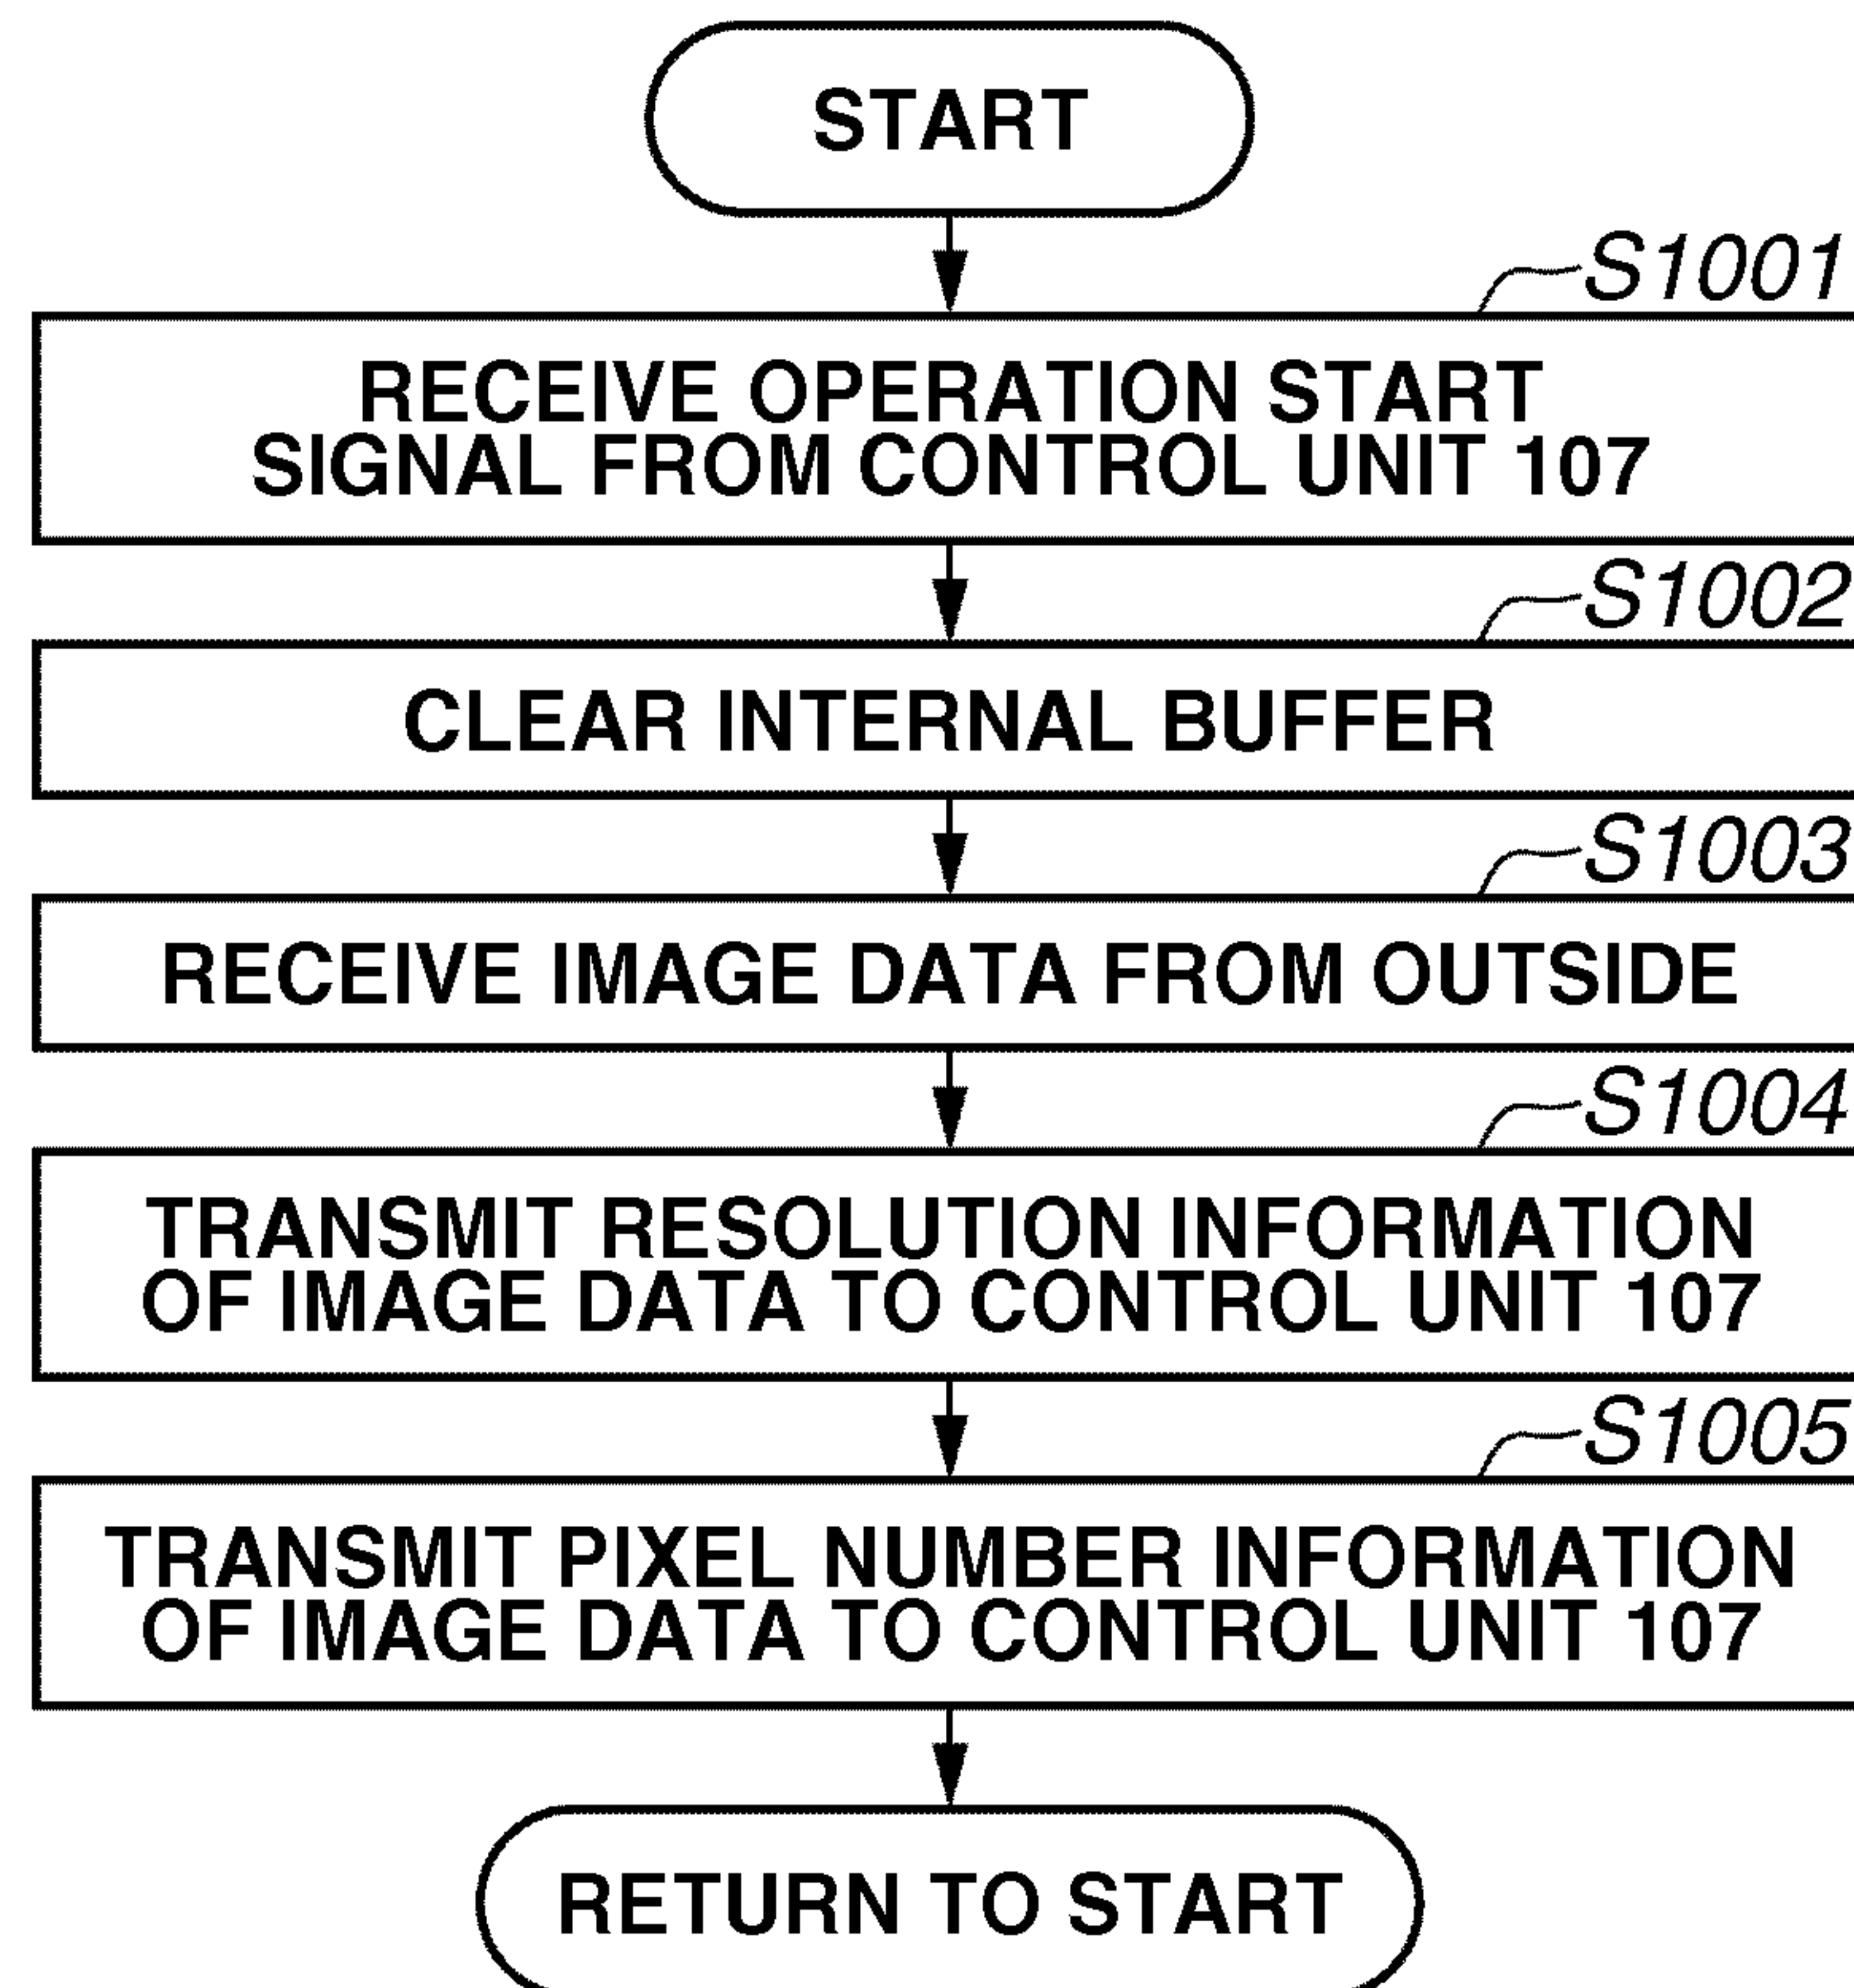 START
S1001
RECEIVE OPERATION START
SIGNAL FROM CONTROL UNIT 107
S1002
CLEAR INTERNAL BUFFER
S1003
RECEIVE IMAGE DATA FROM OUTSIDE
S1004
TRANSMIT RESOLUTION INFORMATION
OF IMAGE DATA TO CONTROL UNIT 107
S1005
TRANSMIT PIXEL NUMBER INFORMATION
OF IMAGE DATA TO CONTROL UNIT 107
RETURN TO START